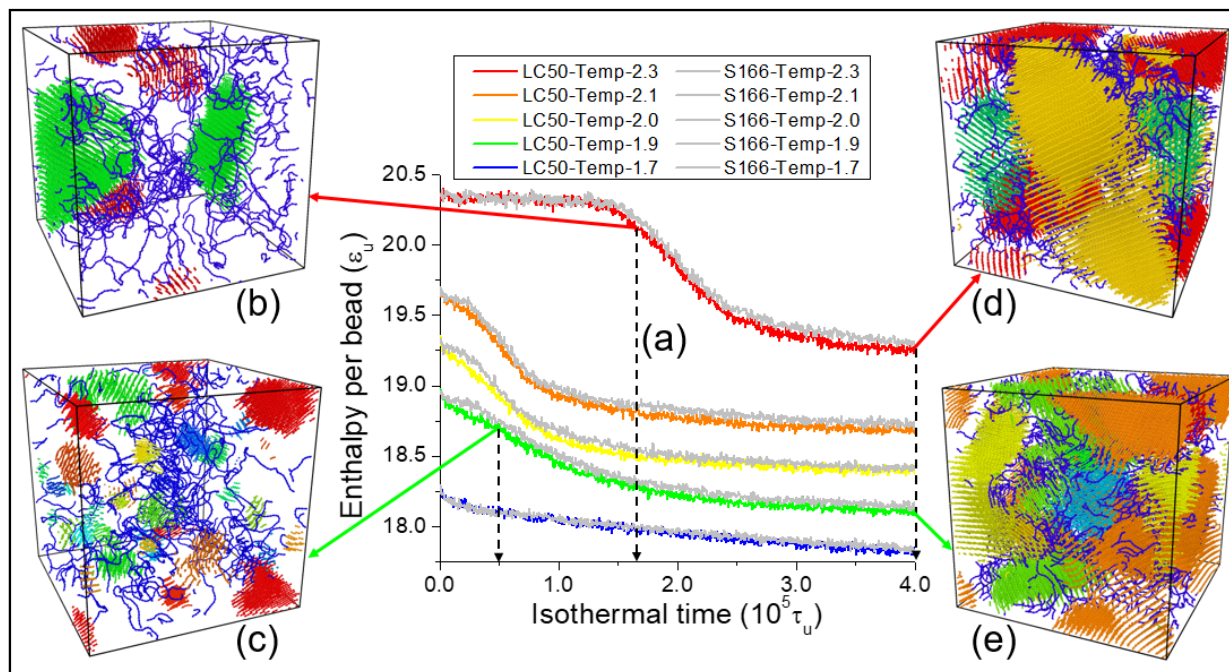 (b)
(d)
LC50-Temp-2.3 S166-Temp-2.3
LC50-Temp-2.1 S166-Temp-2.1
LC50-Temp-2.0 S166-Temp-2.0
LC50-Temp-1.9 S166-Temp-1.9
LC50-Temp-1.7 S166-Temp-1.7
Enthalpy per bead (εu)
20.5
20.0
19.5
19.0
18.5
18.0
(a)
0.0 1.0 2.0 3.0 4.0
Isothermal time (10⁵τu)
(c)
(e)